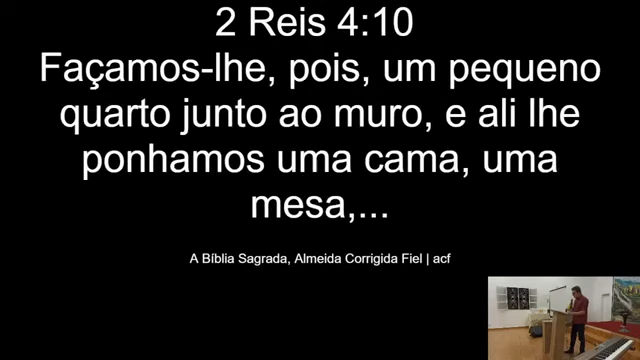 2 Reis 4:10
Façamos-lhe, pois, um pequeno
quarto junto ao muro, e ali lhe
ponhamos uma cama, uma
mesa,...
A Bíblia Sagrada, Almeida Corrigida Fiel | acf